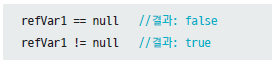 refVar1 == null //결과: false
refVar1 != null //결과: true